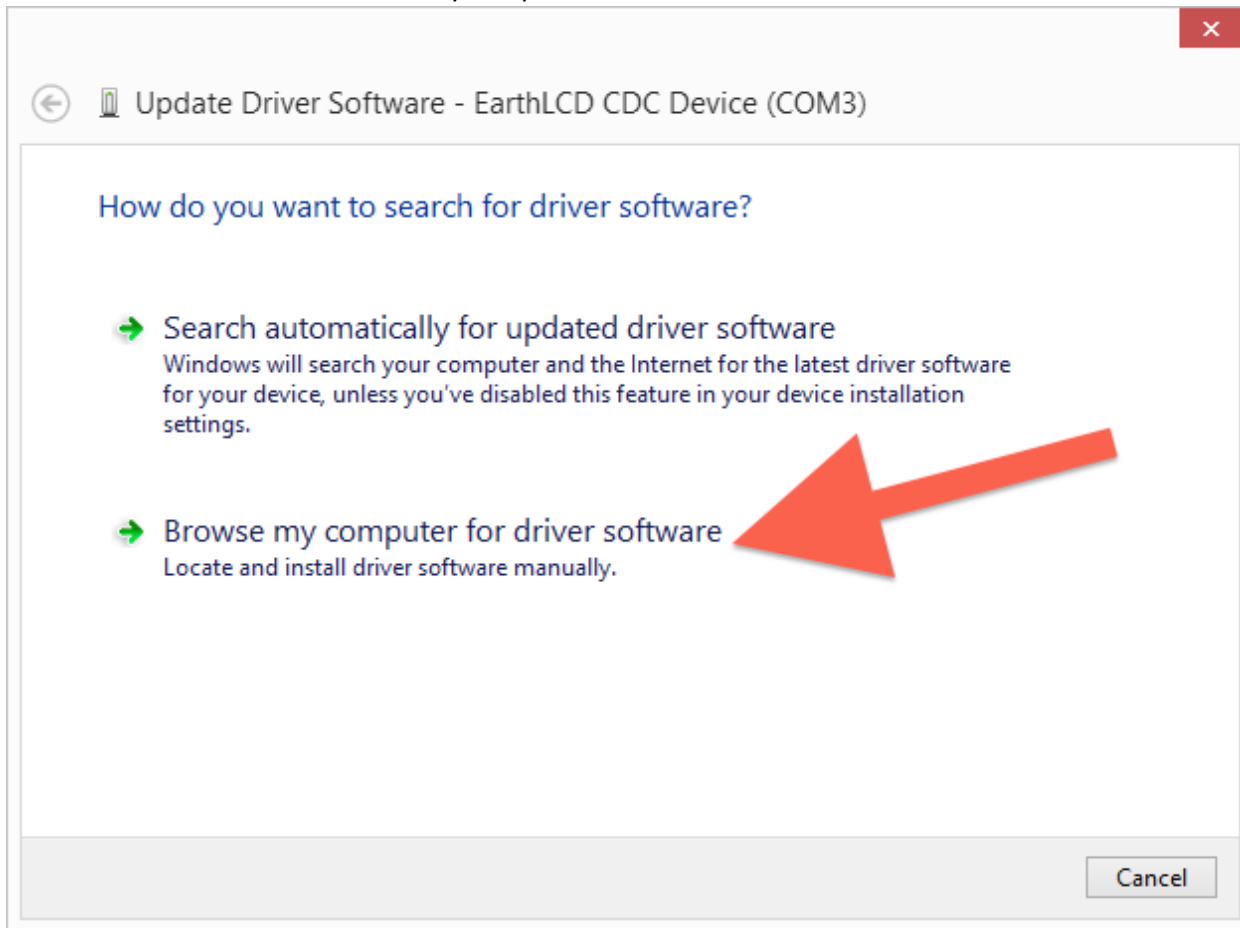 Update Driver Software - EarthLCD CDC Device (COM3)
How do you want to search for driver software?
Search automatically for updated driver software
Windows will search your computer and the Internet for the latest driver software
for your device, unless you've disabled this feature in your device installation
settings.
Browse my computer for driver software
Locate and install driver software manually.
Cancel